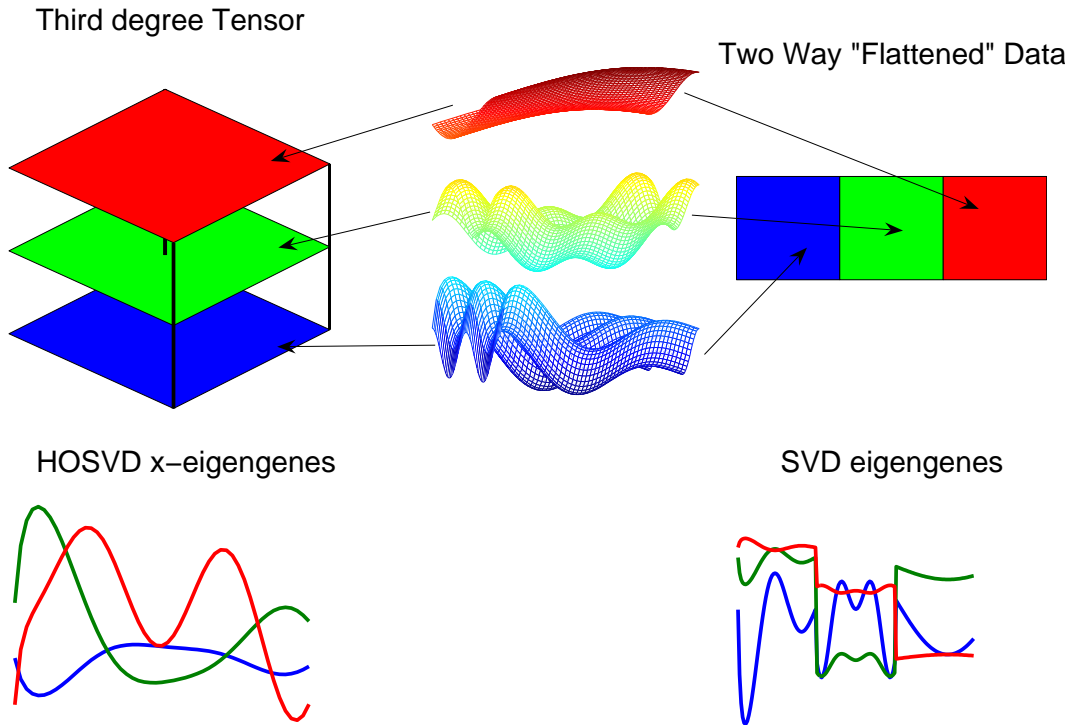 Third degree Tensor
Two Way "Flattened" Data
HOSVD x−eigengenes
SVD eigengenes